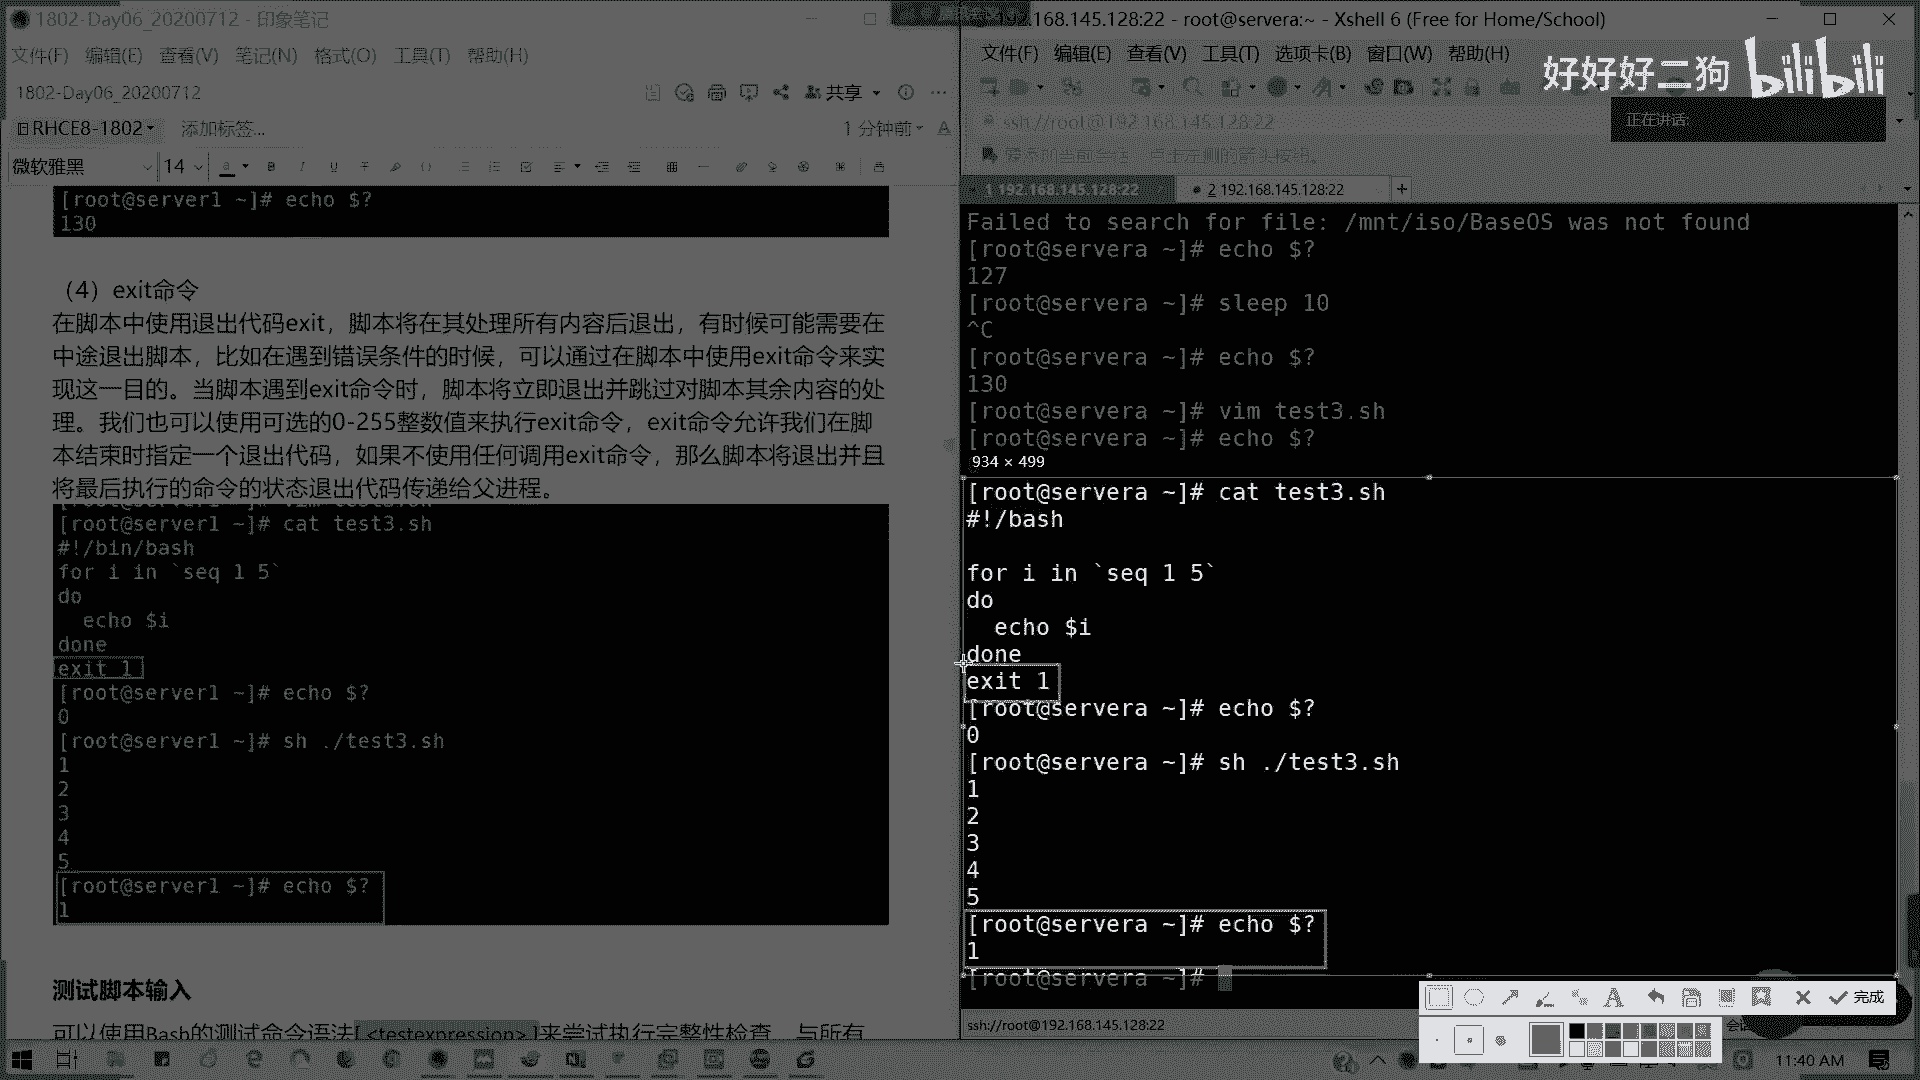 1802-Day06_20200712 - 印象笔记
文件(F) 编辑(E) 查看(V) 笔记(N) 格式(O) 工具(T) 帮助(H)
1802-Day06_20200712
共享
RHCE8-1802
添加标签...
1 分钟前
微软雅黑
14
[root@server1 ~]# echo $?
130
（4）exit命令
在脚本中使用退出代码exit，脚本将在其处理所有内容后退出，有时候可能需要在
中途退出脚本，比如在遇到错误条件的时候，可以通过在脚本中使用exit命令来实
现这一目的。当脚本遇到exit命令时，脚本将立即退出并跳过对脚本其余内容的处
理。我们也可以使用可选的0-255整数值来执行exit命令，exit命令允许我们在脚
本结束时指定一个退出代码，如果不使用任何调用exit命令，那么脚本将退出并且
将最后执行的命令的状态退出代码传递给父进程。
[root@server1 ~]# cat test3.sh
#!/bin/bash
for i in `seq 1 5`
do
  echo $i
done
exit 1
[root@server1 ~]# echo $?
0
[root@server1 ~]# sh ./test3.sh
1
2
3
4
5
[root@server1 ~]# echo $?
1
测试脚本输入
可以使用Bash的测试命令语法[ <testexpression> ]来尝试执行完整性检查，与所有
192.168.145.128:22 - root@servera:~ - Xshell 6 (Free for Home/School)
文件(F) 编辑(E) 查看(V) 工具(T) 选项卡(B) 窗口(W) 帮助(H)
好好好二狗 bilibili
正在讲话:
ssh://root@192.168.145.128:22
1 192.168.145.128:22
2 192.168.145.128:22
Failed to search for file: /mnt/iso/BaseOS was not found
[root@servera ~]# echo $?
127
[root@servera ~]# sleep 10
^C
[root@servera ~]# echo $?
130
[root@servera ~]# vim test3.sh
[root@servera ~]# echo $?
934 × 499
[root@servera ~]# cat test3.sh
#!/bash
for i in `seq 1 5`
do
  echo $i
done
exit 1
[root@servera ~]# echo $?
0
[root@servera ~]# sh ./test3.sh
1
2
3
4
5
[root@servera ~]# echo $?
1
[root@servera ~]#
完成
ssh://root@192.168.145.128:22
11:40 AM